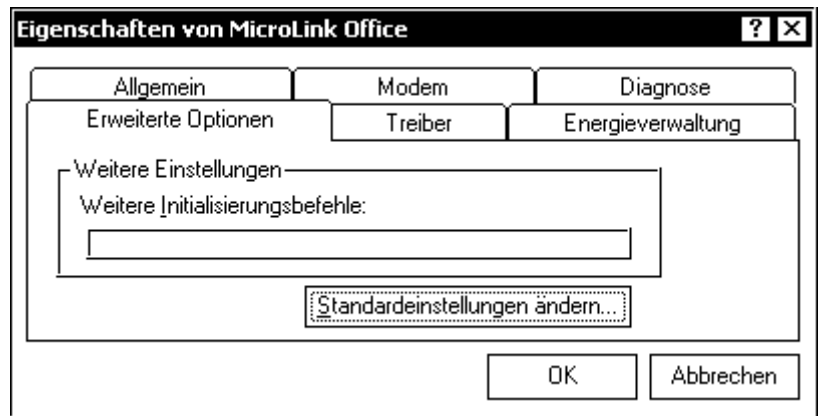 Eigenschaften von MicroLink Office
Allgemein Modem Diagnose
Erweiterte Optionen Treiber Energieverwaltung
Weitere Einstellungen
Weitere Initialisierungsbefehle:
Standardeinstellungen ändern...
OK Abbrechen